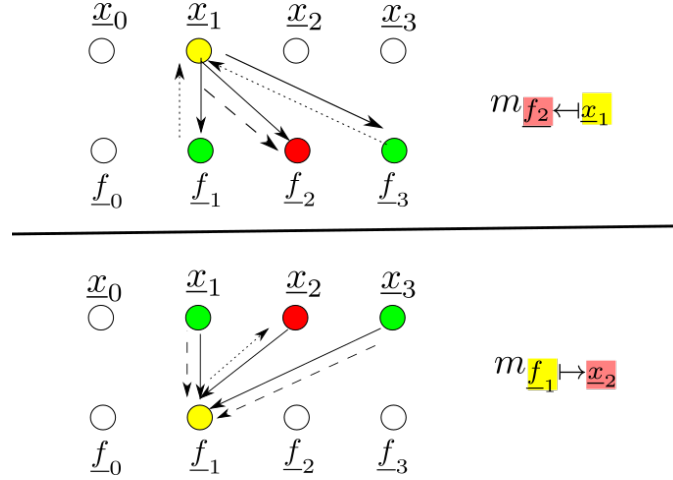 x₀ x₁ x₂ x₃
m f₂ ↤ x₁
f₀ f₁ f₂ f₃
x₀ x₁ x₂ x₃
m f₁ ↦ x₂
f₀ f₁ f₂ f₃